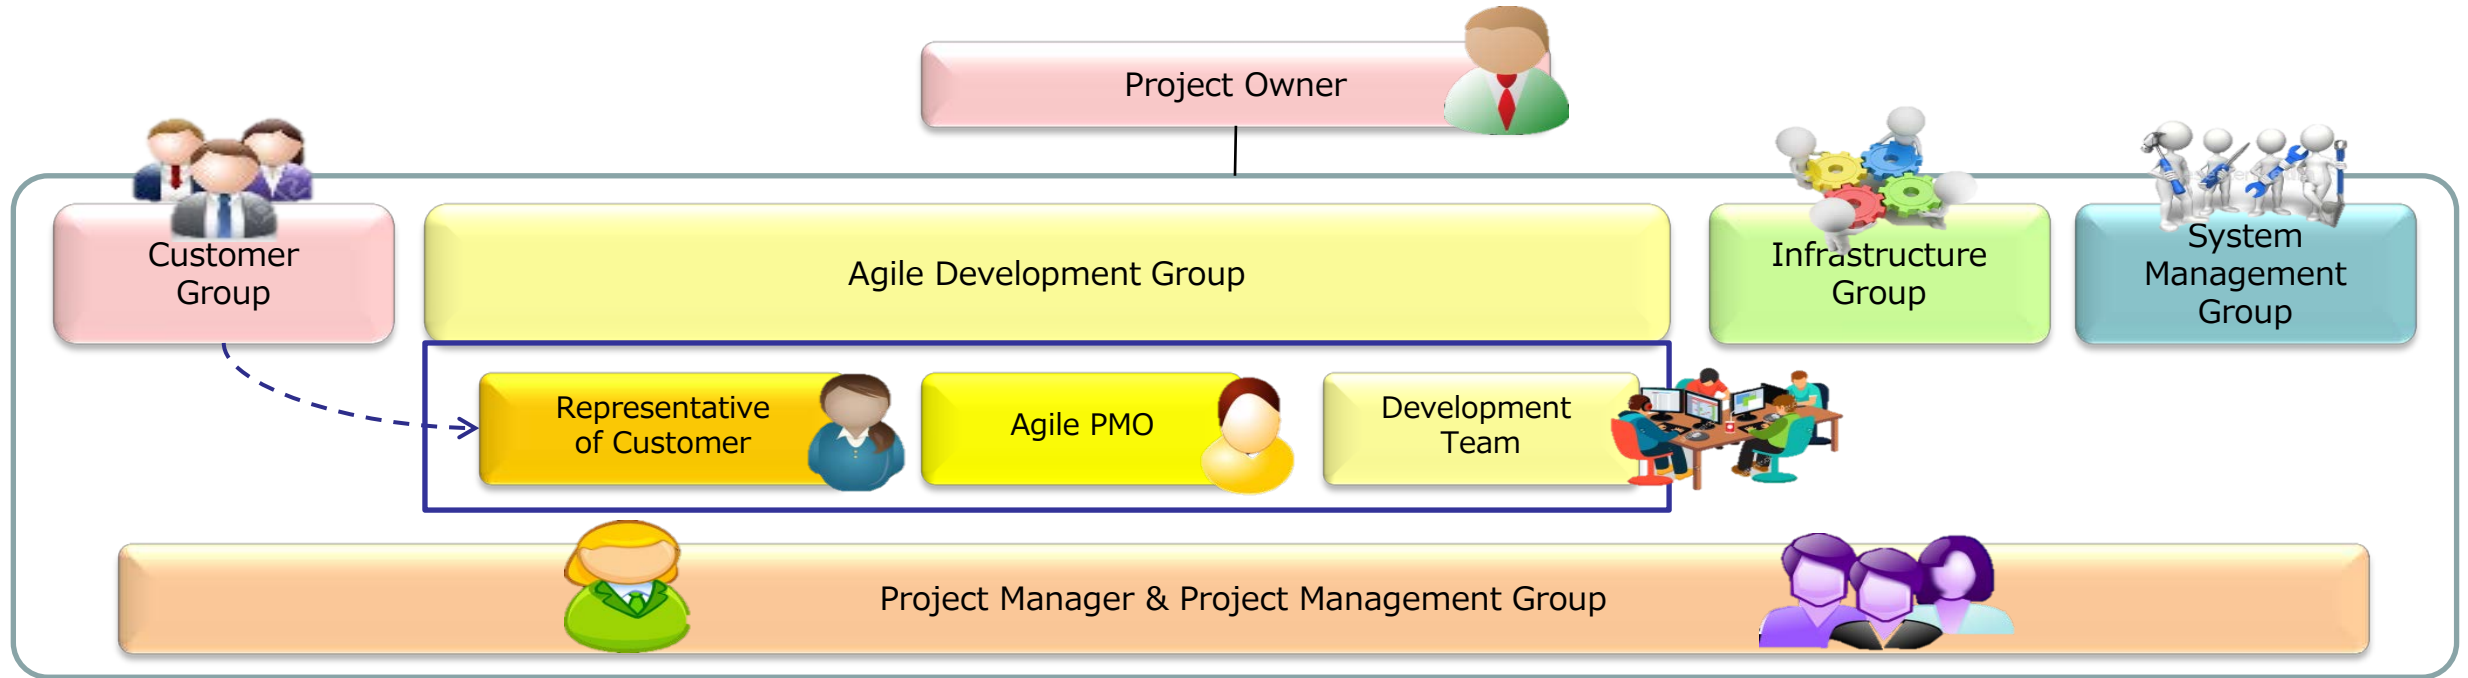 Project Owner
Customer
Group
Agile Development Group
Infrastructure
Group
System
Management
Group
Representative
of Customer
Agile PMO
Development
Team
Project Manager & Project Management Group